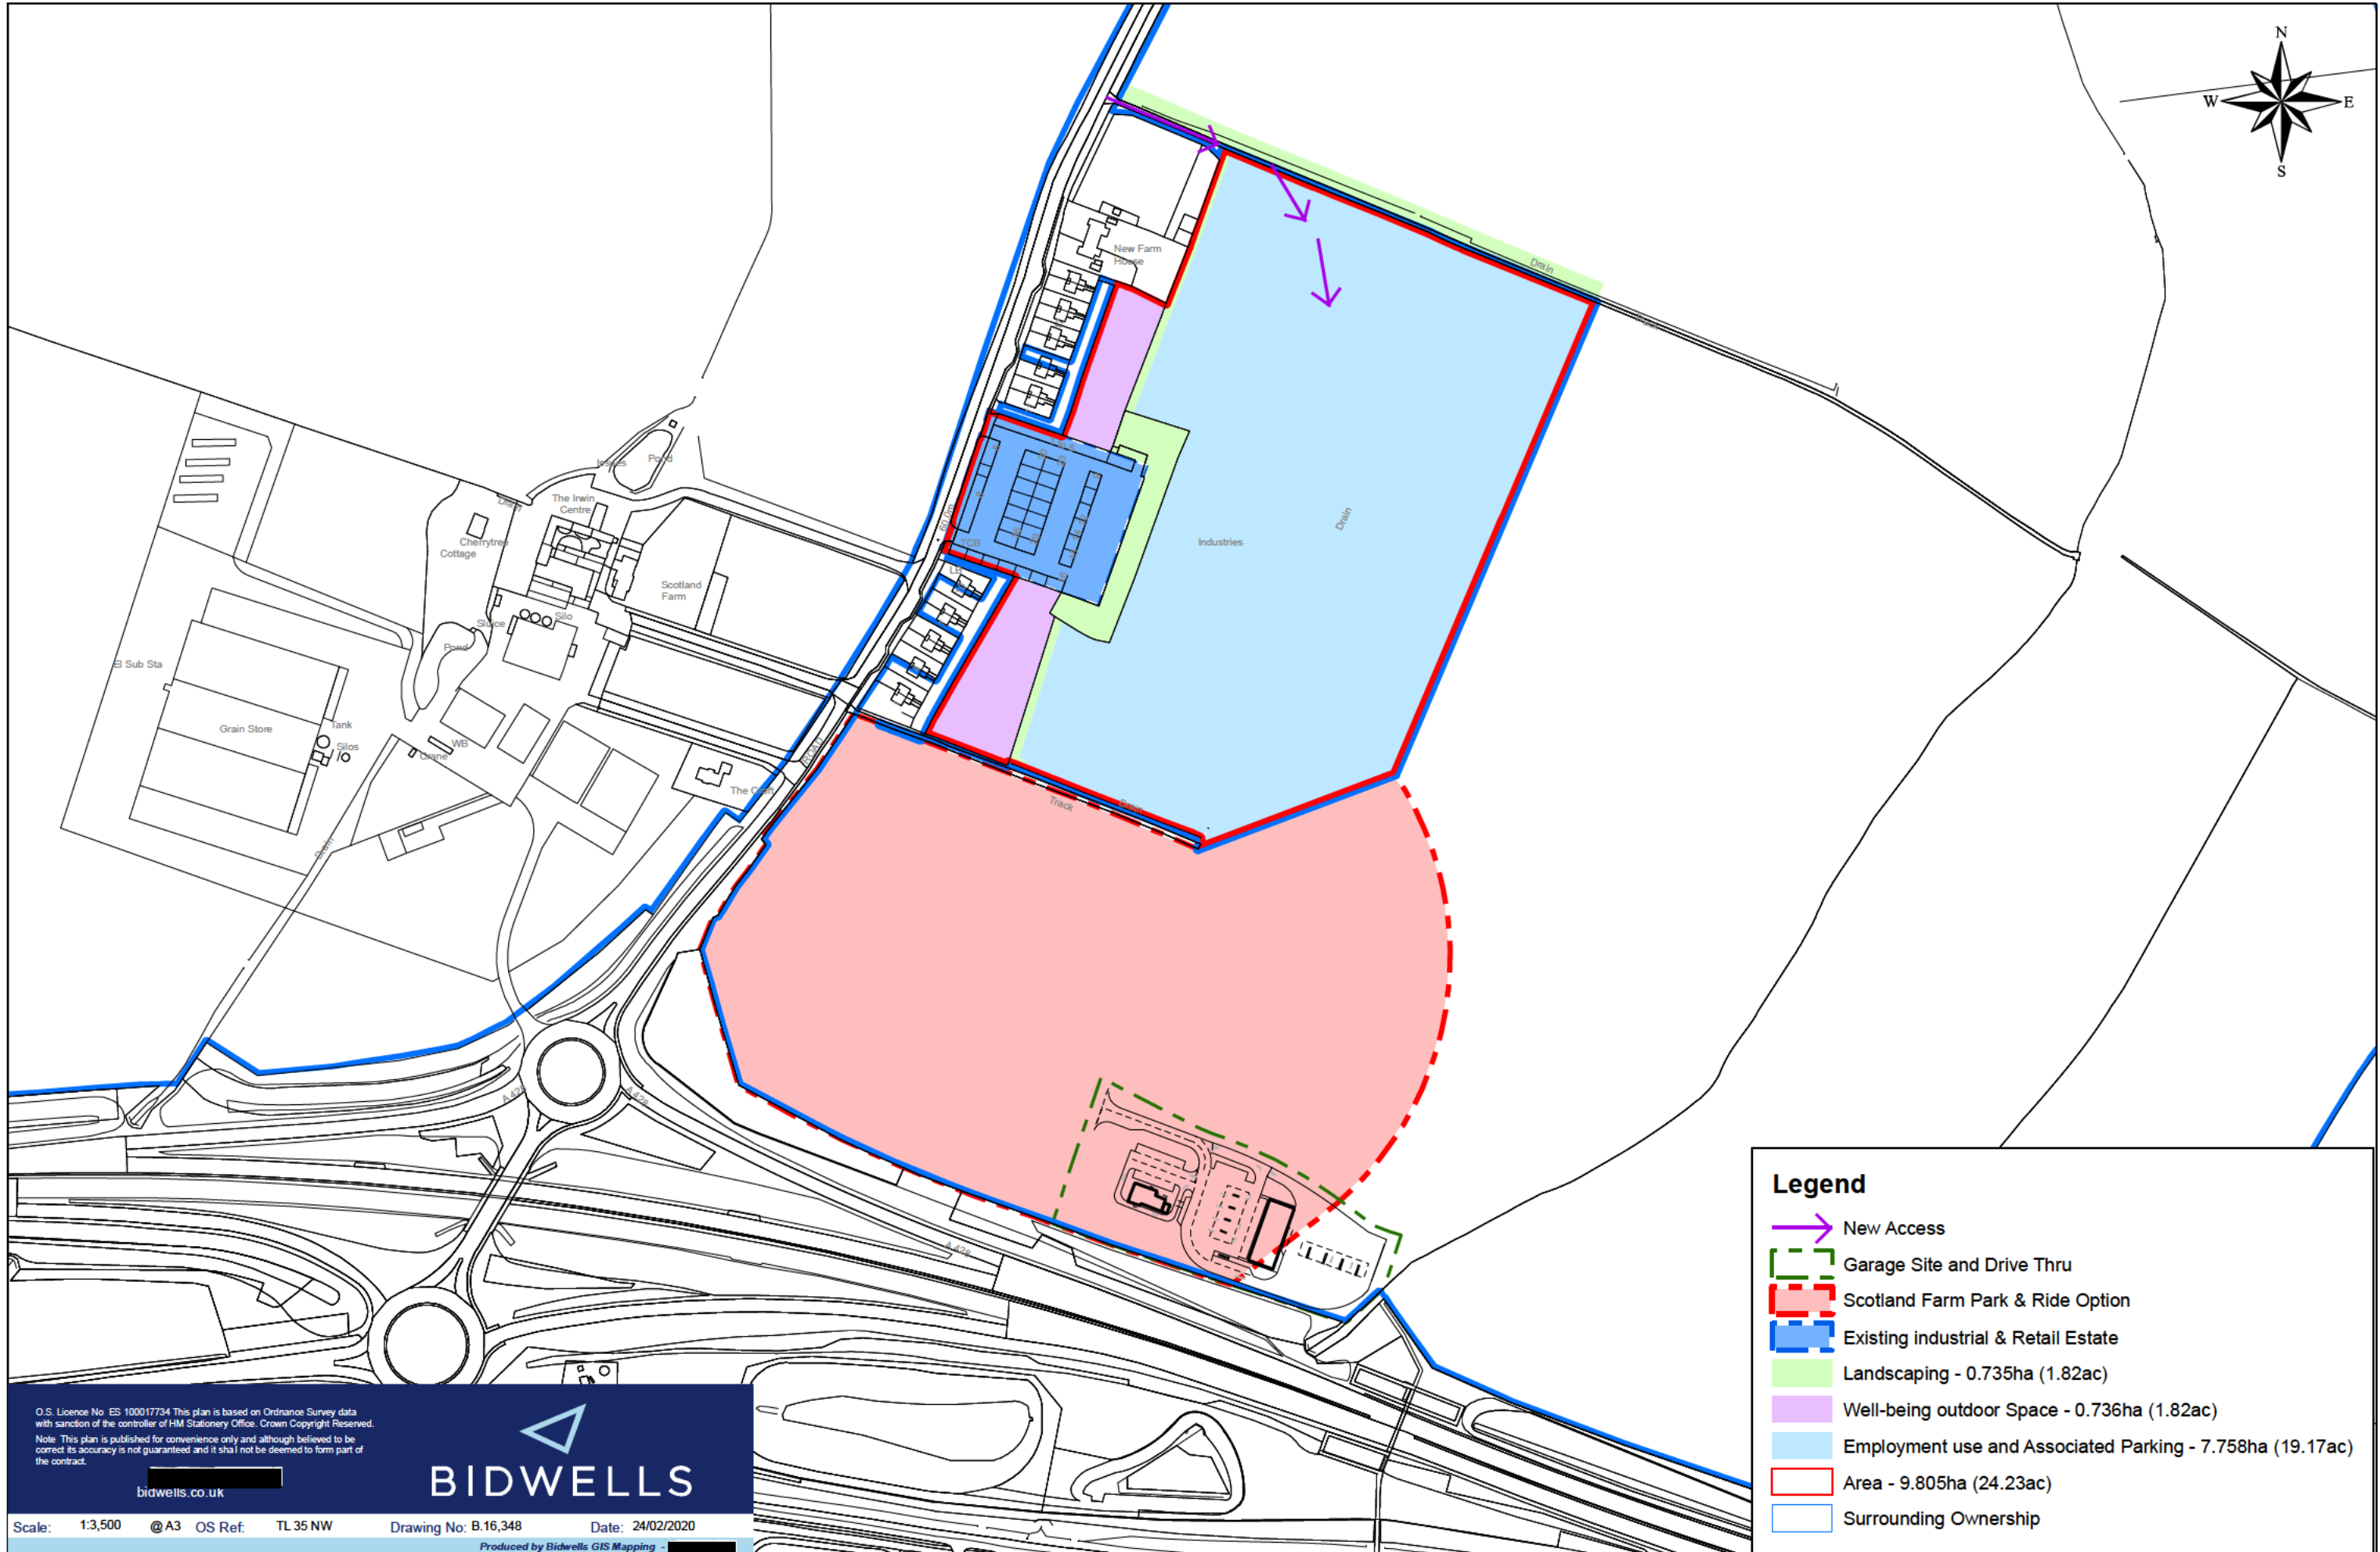 N
W
E
S
New Farm
House
Drain
Track
Industries
Drain
60.0m
TCB
LB
Issues
Pond
Drain
The Irwin
Centre
Cherrytree
Cottage
Scotland
Farm
Silo
Sluice
Pond
El Sub Sta
Grain Store
Tank
Silos
WB
Crane
The Croft
ROAD
Drain
Track
Drain
A 428
A 428
A 428
Legend
New Access
Garage Site and Drive Thru
Scotland Farm Park & Ride Option
Existing industrial & Retail Estate
Landscaping - 0.735ha (1.82ac)
Well-being outdoor Space - 0.736ha (1.82ac)
Employment use and Associated Parking - 7.758ha (19.17ac)
Area - 9.805ha (24.23ac)
Surrounding Ownership
O.S. Licence No ES 100017734 This plan is based on Ordnance Survey data
with sanction of the controller of HM Stationery Office. Crown Copyright Reserved.
Note This plan is published for convenience only and although believed to be
correct its accuracy is not guaranteed and it shall not be deemed to form part of
the contract.
bidwells.co.uk
BIDWELLS
Scale: 1:3,500 @A3 OS Ref: TL 35 NW Drawing No: B.16,348 Date: 24/02/2020
Produced by Bidwells GIS Mapping -